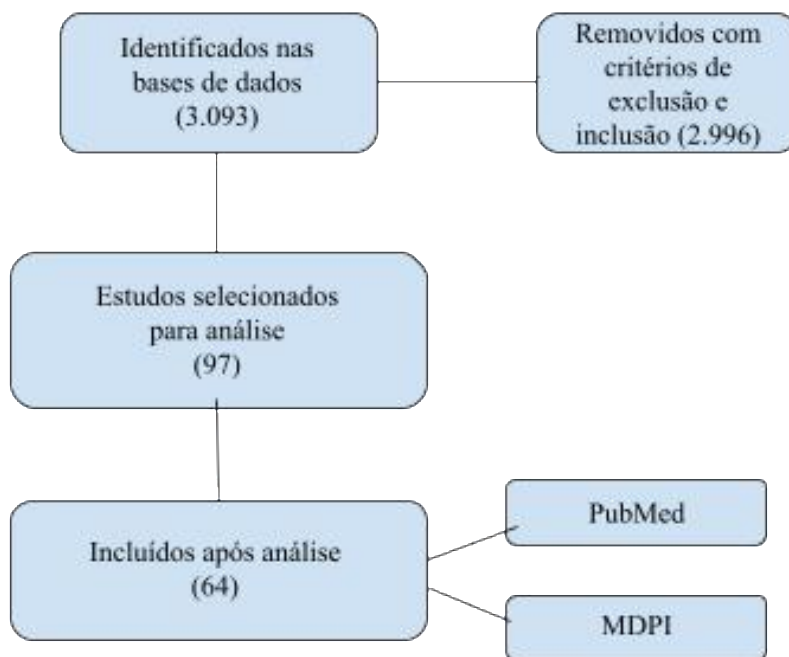 Identificados nas
bases de dados
(3.093)
Removidos com
critérios de
exclusão e
inclusão (2.996)
Estudos selecionados
para análise
(97)
Incluídos após análise
(64)
PubMed
MDPI